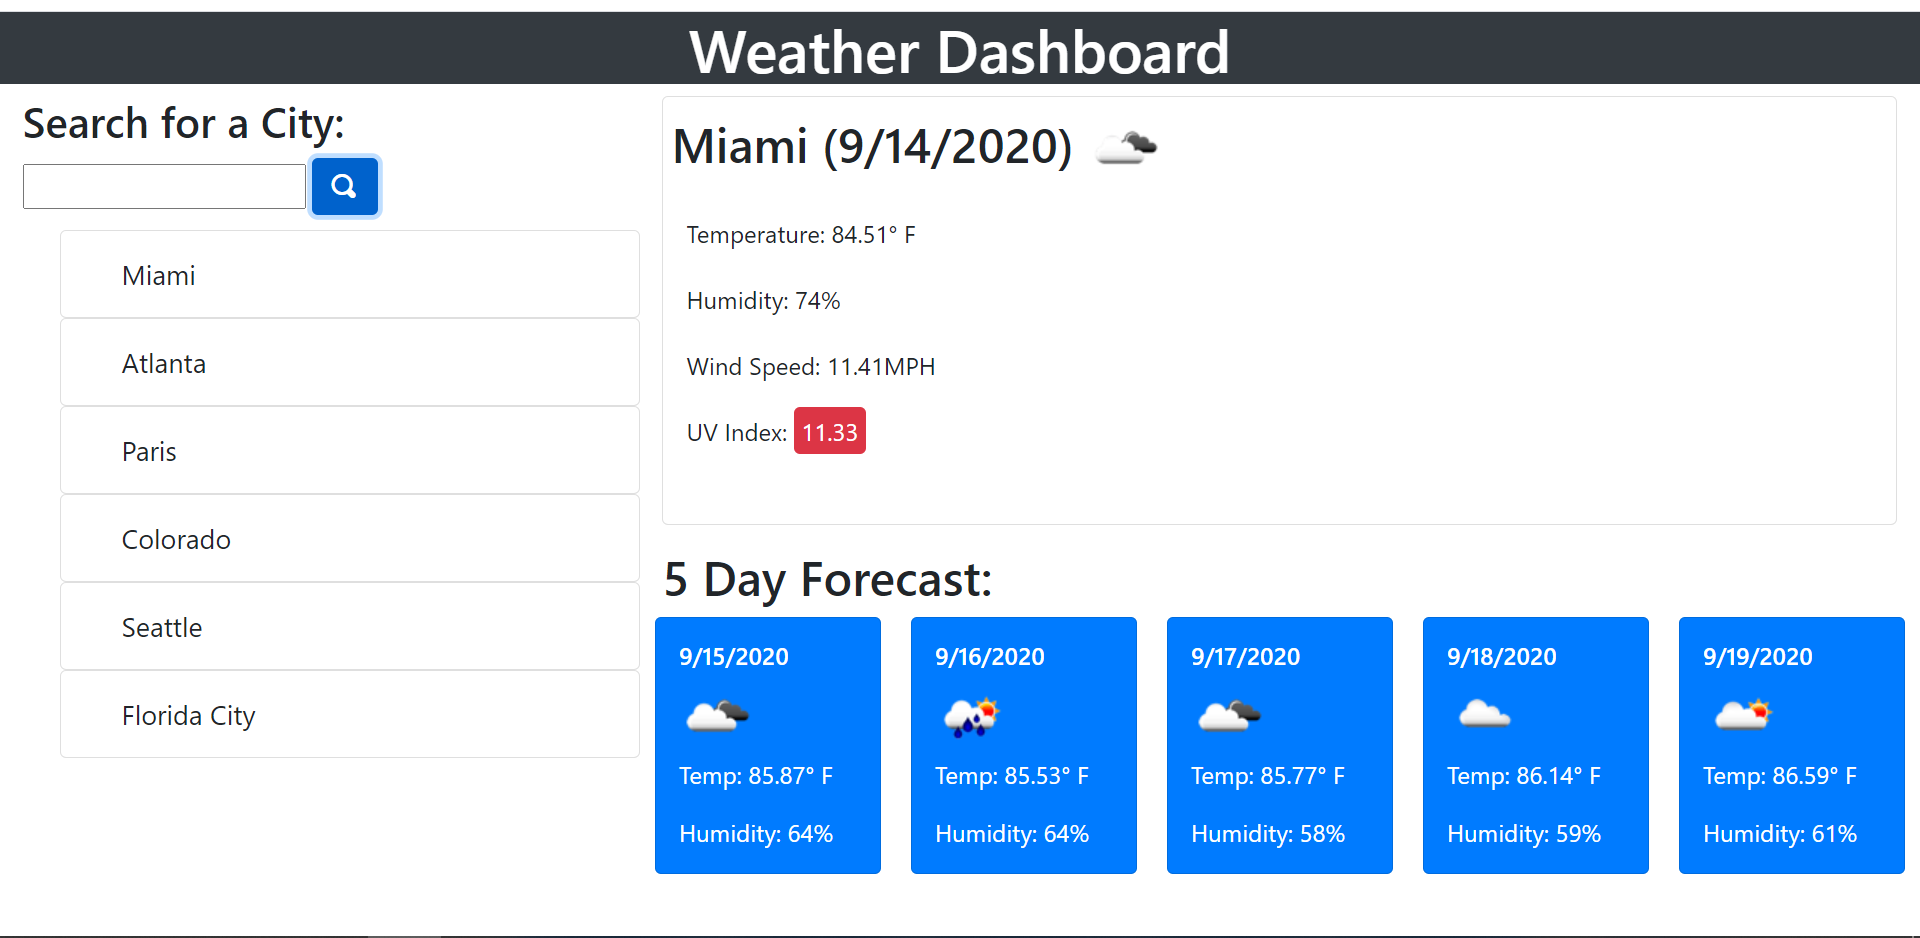 Weather Dashboard
Search for a City:
Miami
Atlanta
Paris
Colorado
Seattle
Florida City
Miami (9/14/2020)
Temperature: 84.51° F
Humidity: 74%
Wind Speed: 11.41MPH
UV Index: 11.33
5 Day Forecast:
9/15/2020
Temp: 85.87° F
Humidity: 64%
9/16/2020
Temp: 85.53° F
Humidity: 64%
9/17/2020
Temp: 85.77° F
Humidity: 58%
9/18/2020
Temp: 86.14° F
Humidity: 59%
9/19/2020
Temp: 86.59° F
Humidity: 61%